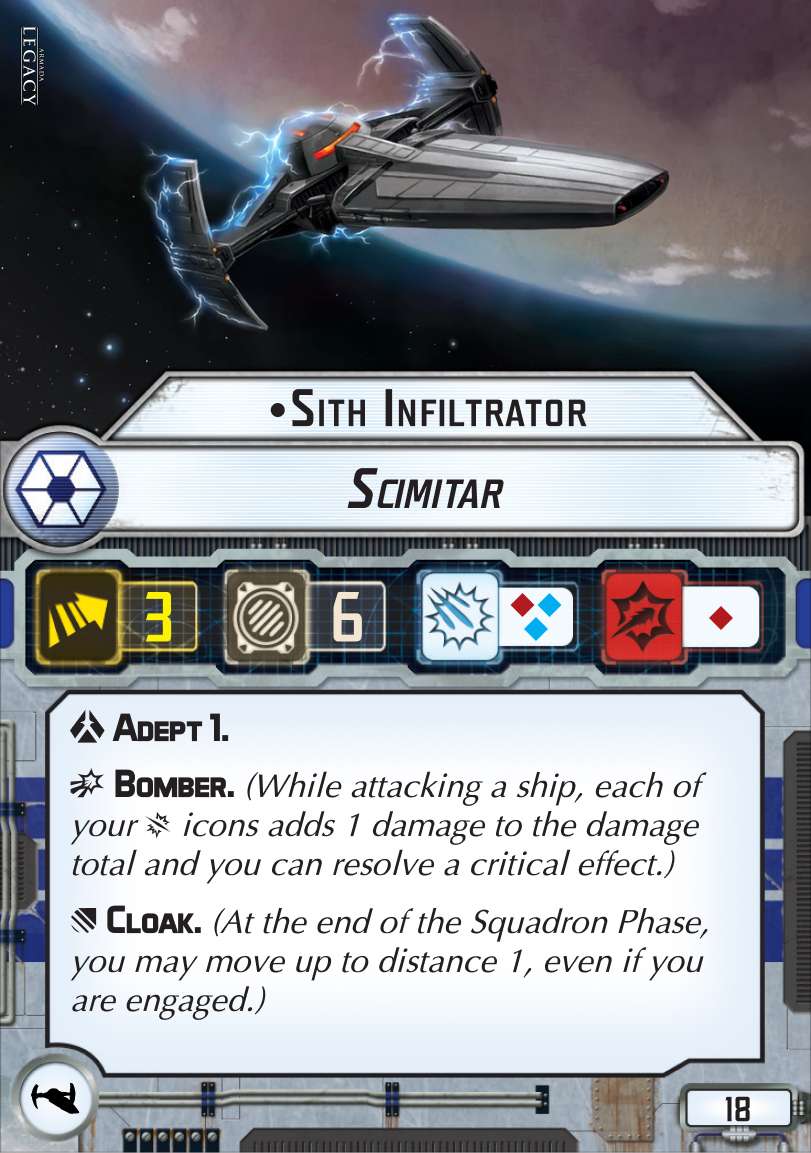 ARMADA
LEGACY
•Sith Infiltrator
Scimitar
3
6
Adept 1.
Bomber. (While attacking a ship, each of
your icons adds 1 damage to the damage
total and you can resolve a critical effect.)
Cloak. (At the end of the Squadron Phase,
you may move up to distance 1, even if you
are engaged.)
18